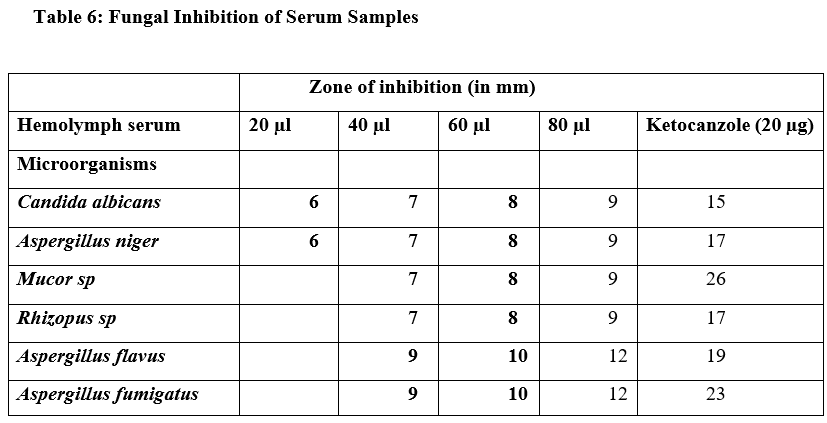 Table 6: Fungal Inhibition of Serum Samples
Zone of inhibition (in mm)
Hemolymph serum 20 µl 40 µl 60 µl 80 µl Ketocanzole (20 µg)
Microorganisms
Candida albicans 6 7 8 9 15
Aspergillus niger 6 7 8 9 17
Mucor sp 7 8 9 26
Rhizopus sp 7 8 9 17
Aspergillus flavus 9 10 12 19
Aspergillus fumigatus 9 10 12 23